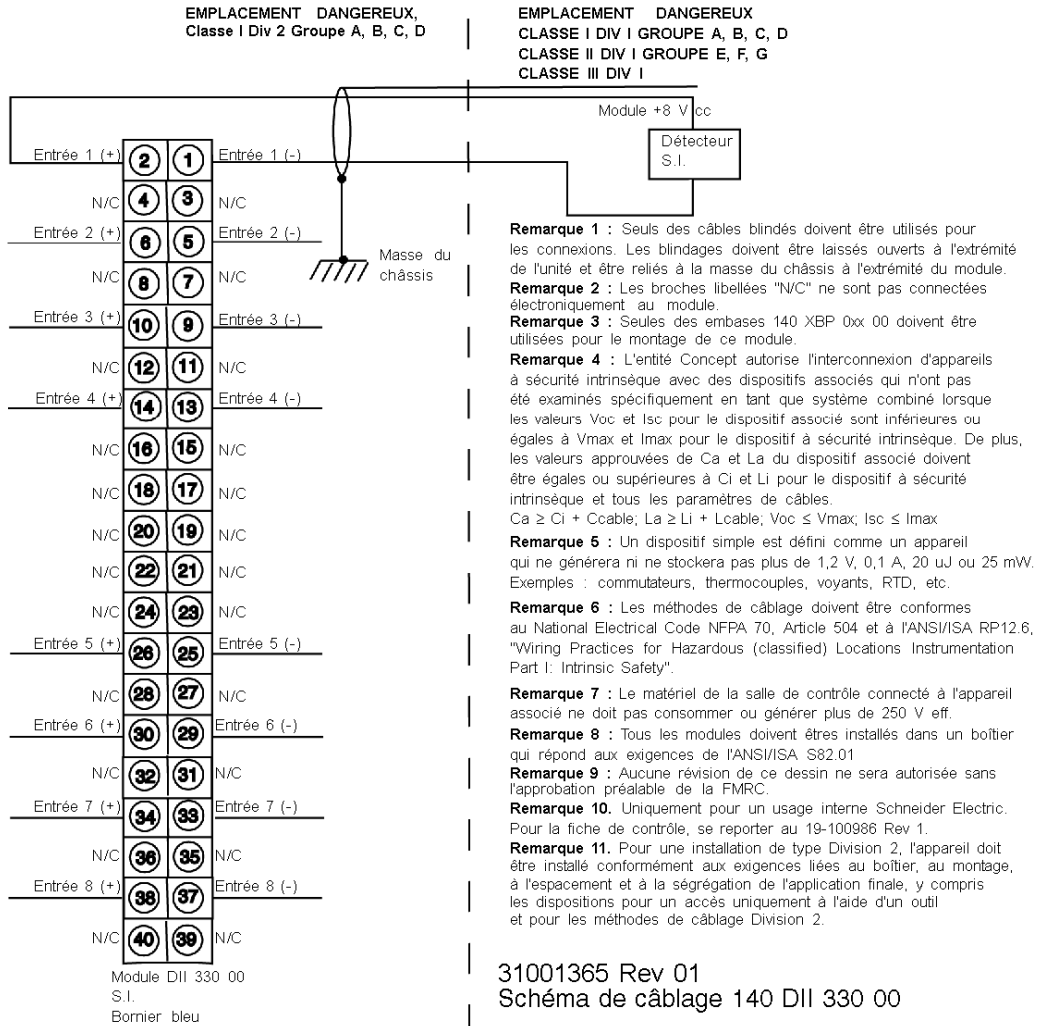 EMPLACEMENT DANGEREUX,
Classe I Div 2 Groupe A, B, C, D
EMPLACEMENT DANGEREUX
CLASSE I DIV I GROUPE A, B, C, D
CLASSE II DIV I GROUPE E, F, G
CLASSE III DIV I
Module +8 V cc
Détecteur
S.I.
Entrée 1 (+) 2 1 Entrée 1 (-)
N/C 4 3 N/C
Entrée 2 (+) 6 5 Entrée 2 (-)
N/C 8 7 N/C
Entrée 3 (+) 10 9 Entrée 3 (-)
N/C 12 11 N/C
Entrée 4 (+) 14 13 Entrée 4 (-)
N/C 16 15 N/C
N/C 18 17 N/C
N/C 20 19 N/C
N/C 22 21 N/C
N/C 24 23 N/C
Entrée 5 (+) 26 25 Entrée 5 (-)
N/C 28 27 N/C
Entrée 6 (+) 30 29 Entrée 6 (-)
N/C 32 31 N/C
Entrée 7 (+) 34 33 Entrée 7 (-)
N/C 36 35 N/C
Entrée 8 (+) 38 37 Entrée 8 (-)
N/C 40 39 N/C
Module DII 330 00
S.I.
Bornier bleu
Masse du
châssis
Remarque 1 : Seuls des câbles blindés doivent être utilisés pour
les connexions. Les blindages doivent être laissés ouverts à l'extrémité
de l'unité et être reliés à la masse du châssis à l'extrémité du module.
Remarque 2 : Les broches libellées "N/C" ne sont pas connectées
électroniquement au module.
Remarque 3 : Seules des embases 140 XBP 0xx 00 doivent être
utilisées pour le montage de ce module.
Remarque 4 : L'entité Concept autorise l'interconnexion d'appareils
à sécurité intrinsèque avec des dispositifs associés qui n'ont pas
été examinés spécifiquement en tant que système combiné lorsque
les valeurs Voc et Isc pour le dispositif associé sont inférieures ou
égales à Vmax et Imax pour le dispositif à sécurité intrinsèque. De plus,
les valeurs approuvées de Ca et La du dispositif associé doivent
être égales ou supérieures à Ci et Li pour le dispositif à sécurité
intrinsèque et tous les paramètres de câbles.
Ca ≥ Ci + Ccable; La ≥ Li + Lcable; Voc ≤ Vmax; Isc ≤ Imax
Remarque 5 : Un dispositif simple est défini comme un appareil
qui ne générera ni ne stockera pas plus de 1,2 V, 0,1 A, 20 uJ ou 25 mW.
Exemples : commutateurs, thermocouples, voyants, RTD, etc.
Remarque 6 : Les méthodes de câblage doivent être conformes
au National Electrical Code NFPA 70, Article 504 et à l'ANSI/ISA RP12.6,
"Wiring Practices for Hazardous (classified) Locations Instrumentation
Part I: Intrinsic Safety".
Remarque 7 : Le matériel de la salle de contrôle connecté à l'appareil
associé ne doit pas consommer ou générer plus de 250 V eff.
Remarque 8 : Tous les modules doivent êtres installés dans un boîtier
qui répond aux exigences de l'ANSI/ISA S82.01
Remarque 9 : Aucune révision de ce dessin ne sera autorisée sans
l'approbation préalable de la FMRC.
Remarque 10. Uniquement pour un usage interne Schneider Electric.
Pour la fiche de contrôle, se reporter au 19-100986 Rev 1.
Remarque 11. Pour une installation de type Division 2, l'appareil doit
être installé conformément aux exigences liées au boîtier, au montage,
à l'espacement et à la ségrégation de l'application finale, y compris
les dispositions pour un accès uniquement à l'aide d'un outil
et pour les méthodes de câblage Division 2.
31001365 Rev 01
Schéma de câblage 140 DII 330 00